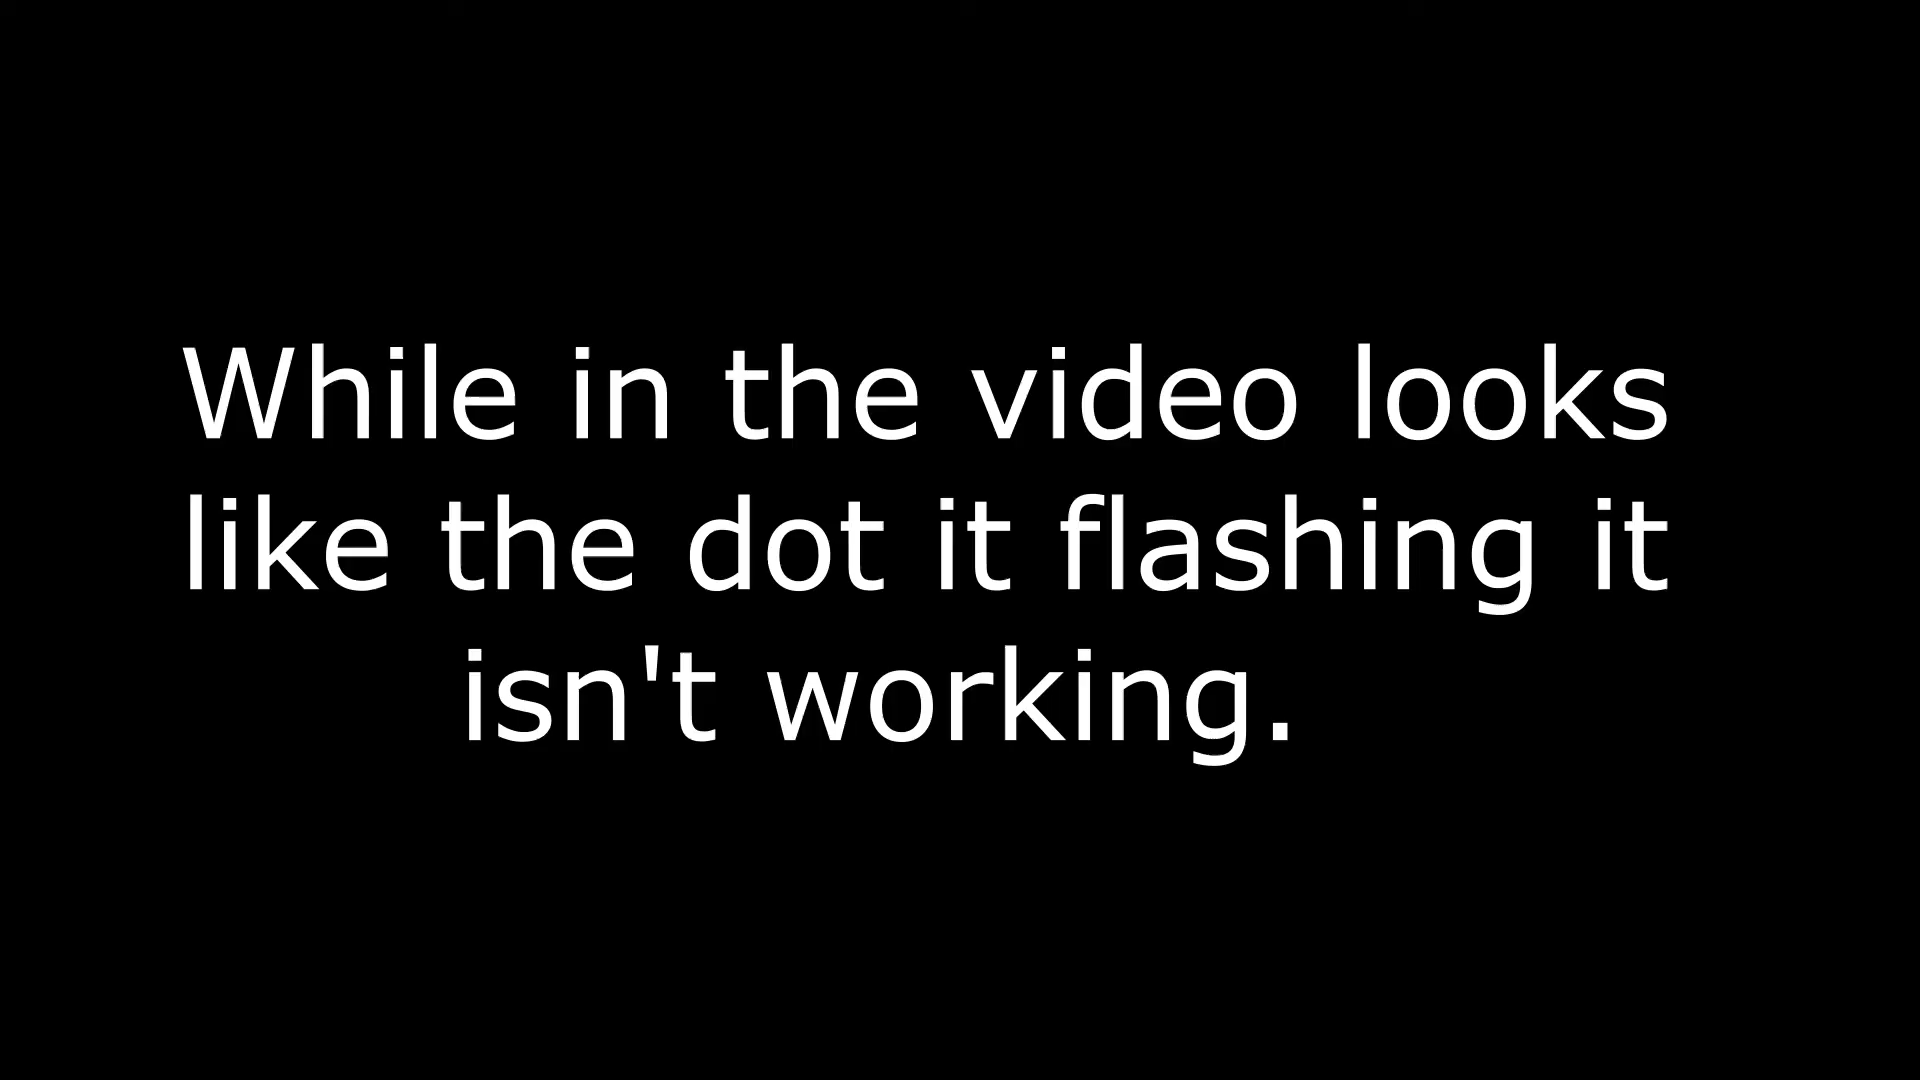 While in the video looks
like the dot it flashing it
isn't working.